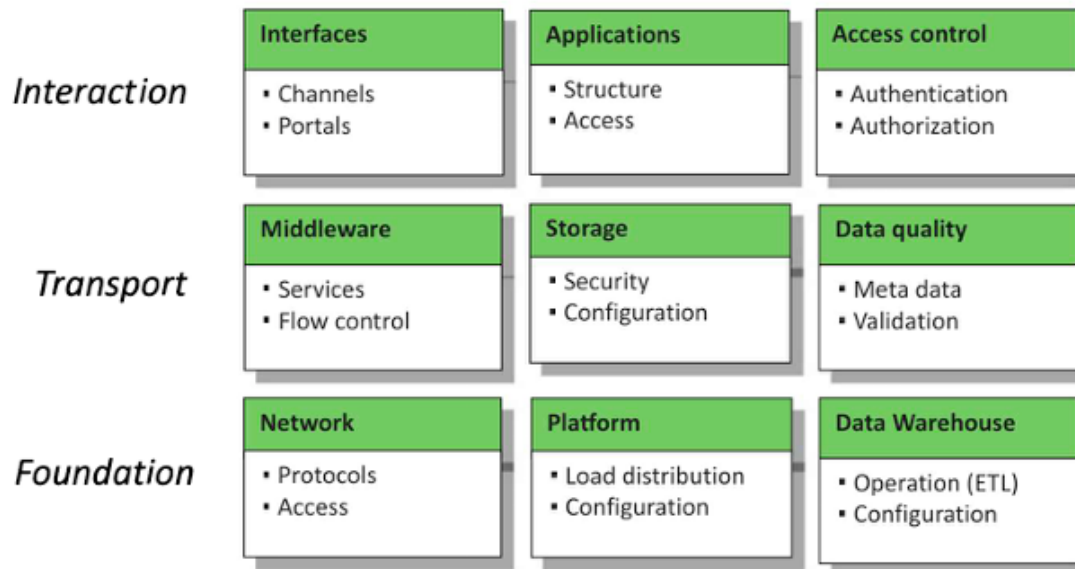 Interaction
Interfaces
▪ Channels
▪ Portals
Applications
▪ Structure
▪ Access
Access control
▪ Authentication
▪ Authorization
Transport
Middleware
▪ Services
▪ Flow control
Storage
▪ Security
▪ Configuration
Data quality
▪ Meta data
▪ Validation
Foundation
Network
▪ Protocols
▪ Access
Platform
▪ Load distribution
▪ Configuration
Data Warehouse
▪ Operation (ETL)
▪ Configuration